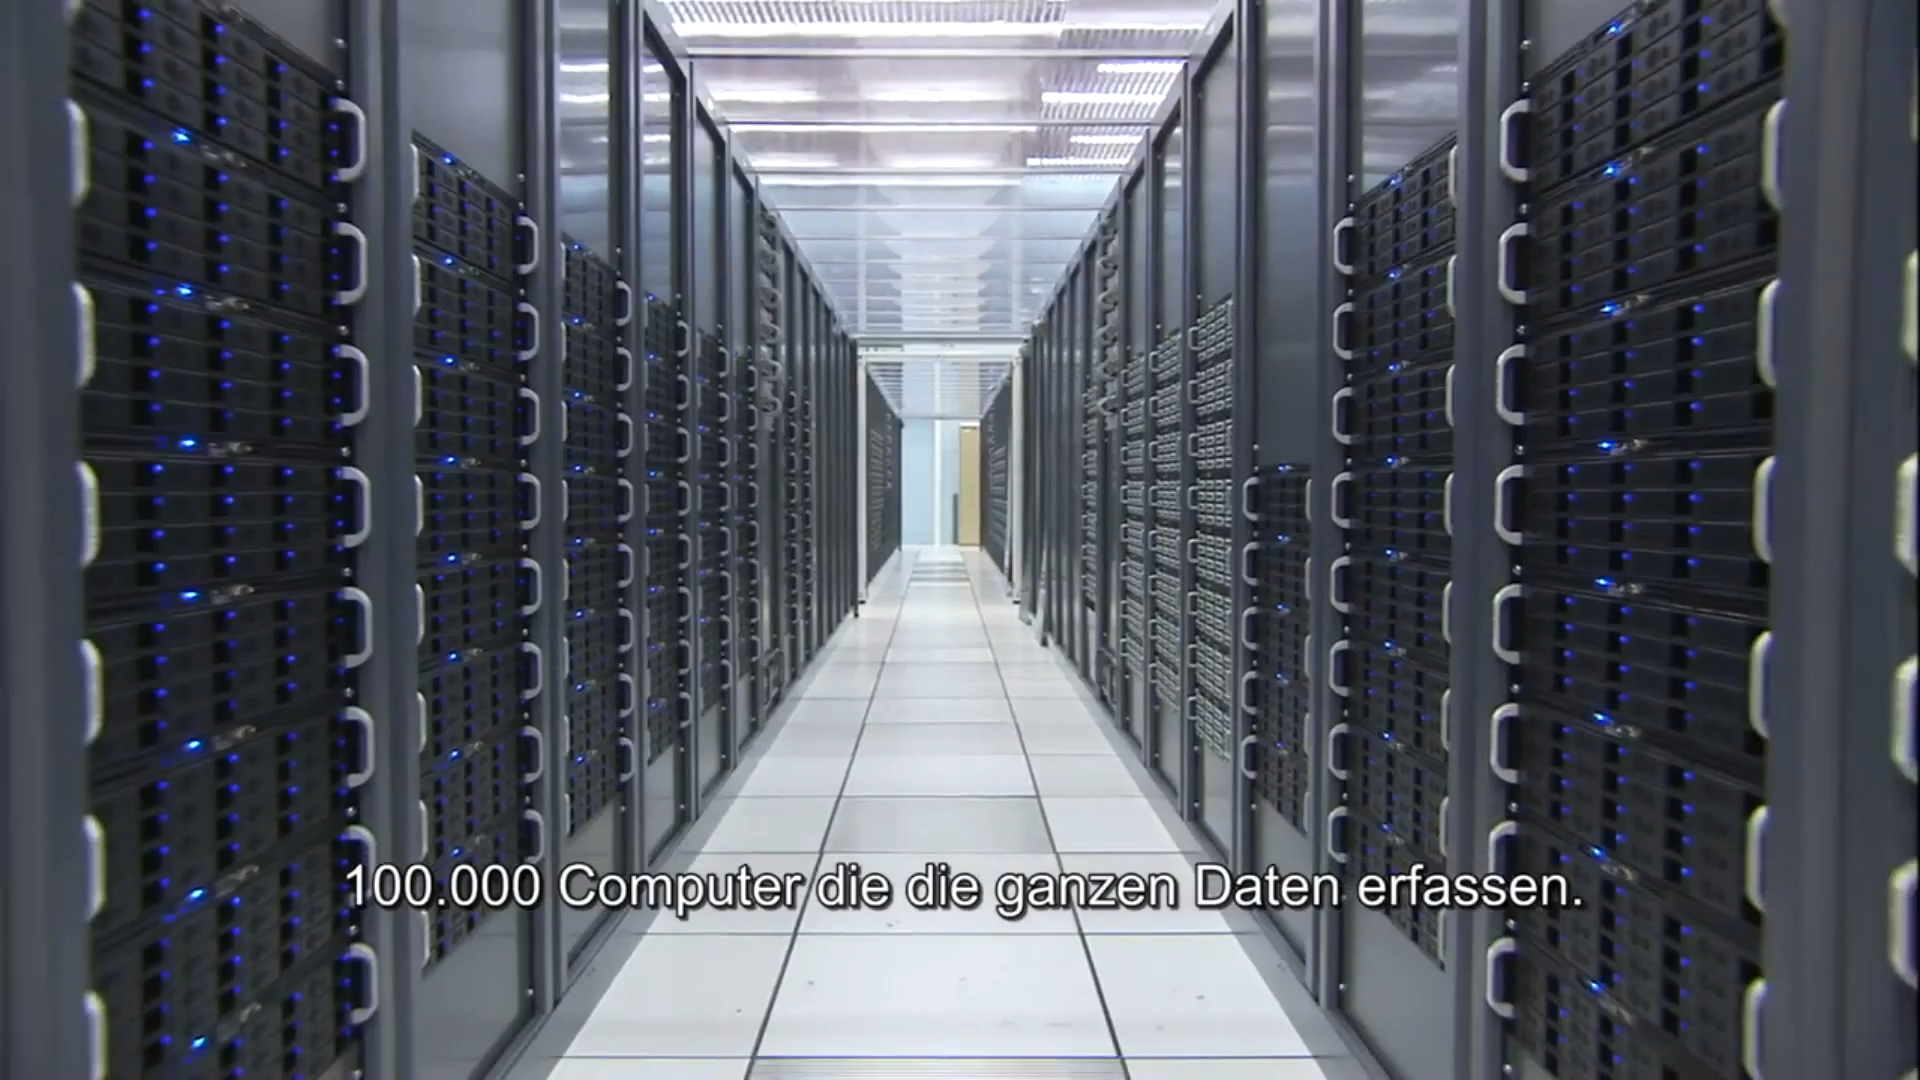 100.000 Computer die die ganzen Daten erfassen.